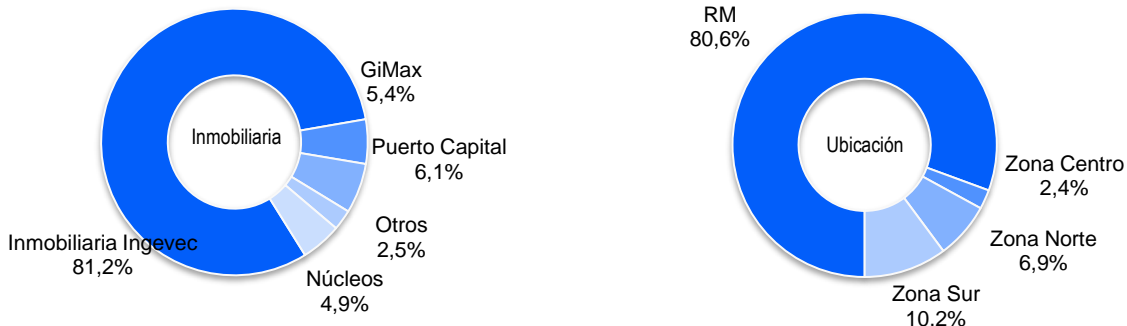 GiMax
5,4%
Inmobiliaria
Puerto Capital
6,1%
Otros
2,5%
Inmobiliaria Ingevec
81,2%
Núcleos
4,9%
RM
80,6%
Ubicación
Zona Centro
2,4%
Zona Norte
6,9%
Zona Sur
10,2%